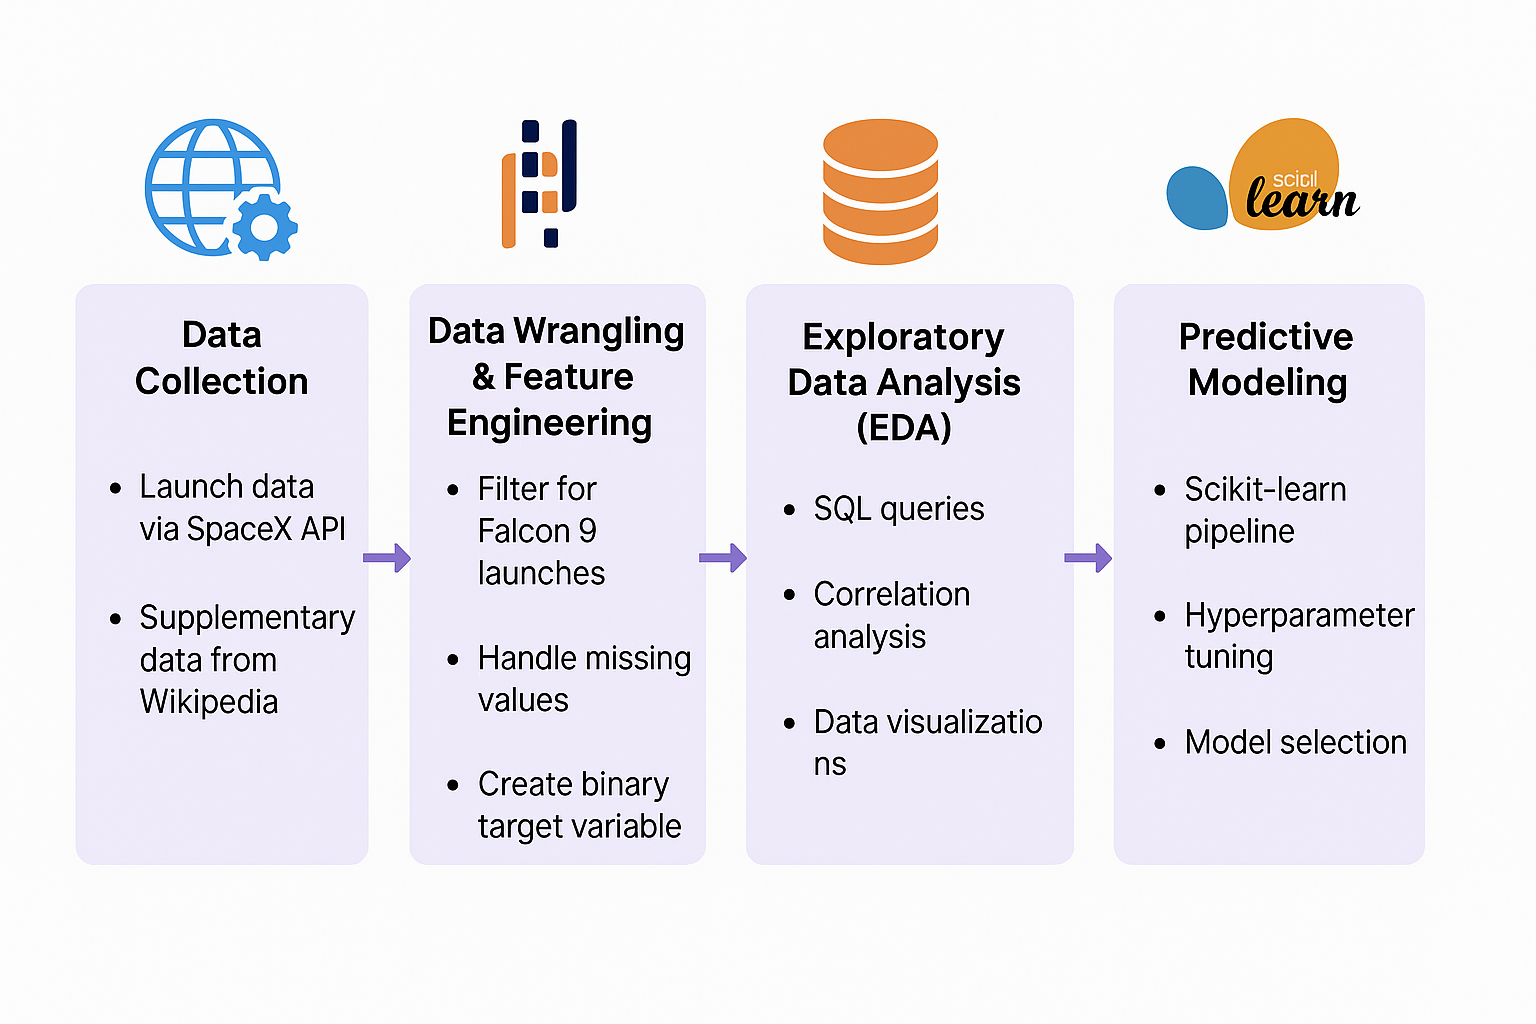 scicil
learn
Data
Collection
• Launch data
via SpaceX API
• Supplementary
data from
Wikipedia
Data Wrangling
& Feature
Engineering
• Filter for
Falcon 9
launches
• Handle missing
values
• Create binary
target variable
Exploratory
Data Analysis
(EDA)
• SQL queries
• Correlation
analysis
• Data visualizatio
ns
Predictive
Modeling
• Scikit-learn
pipeline
• Hyperparameter
tuning
• Model selection